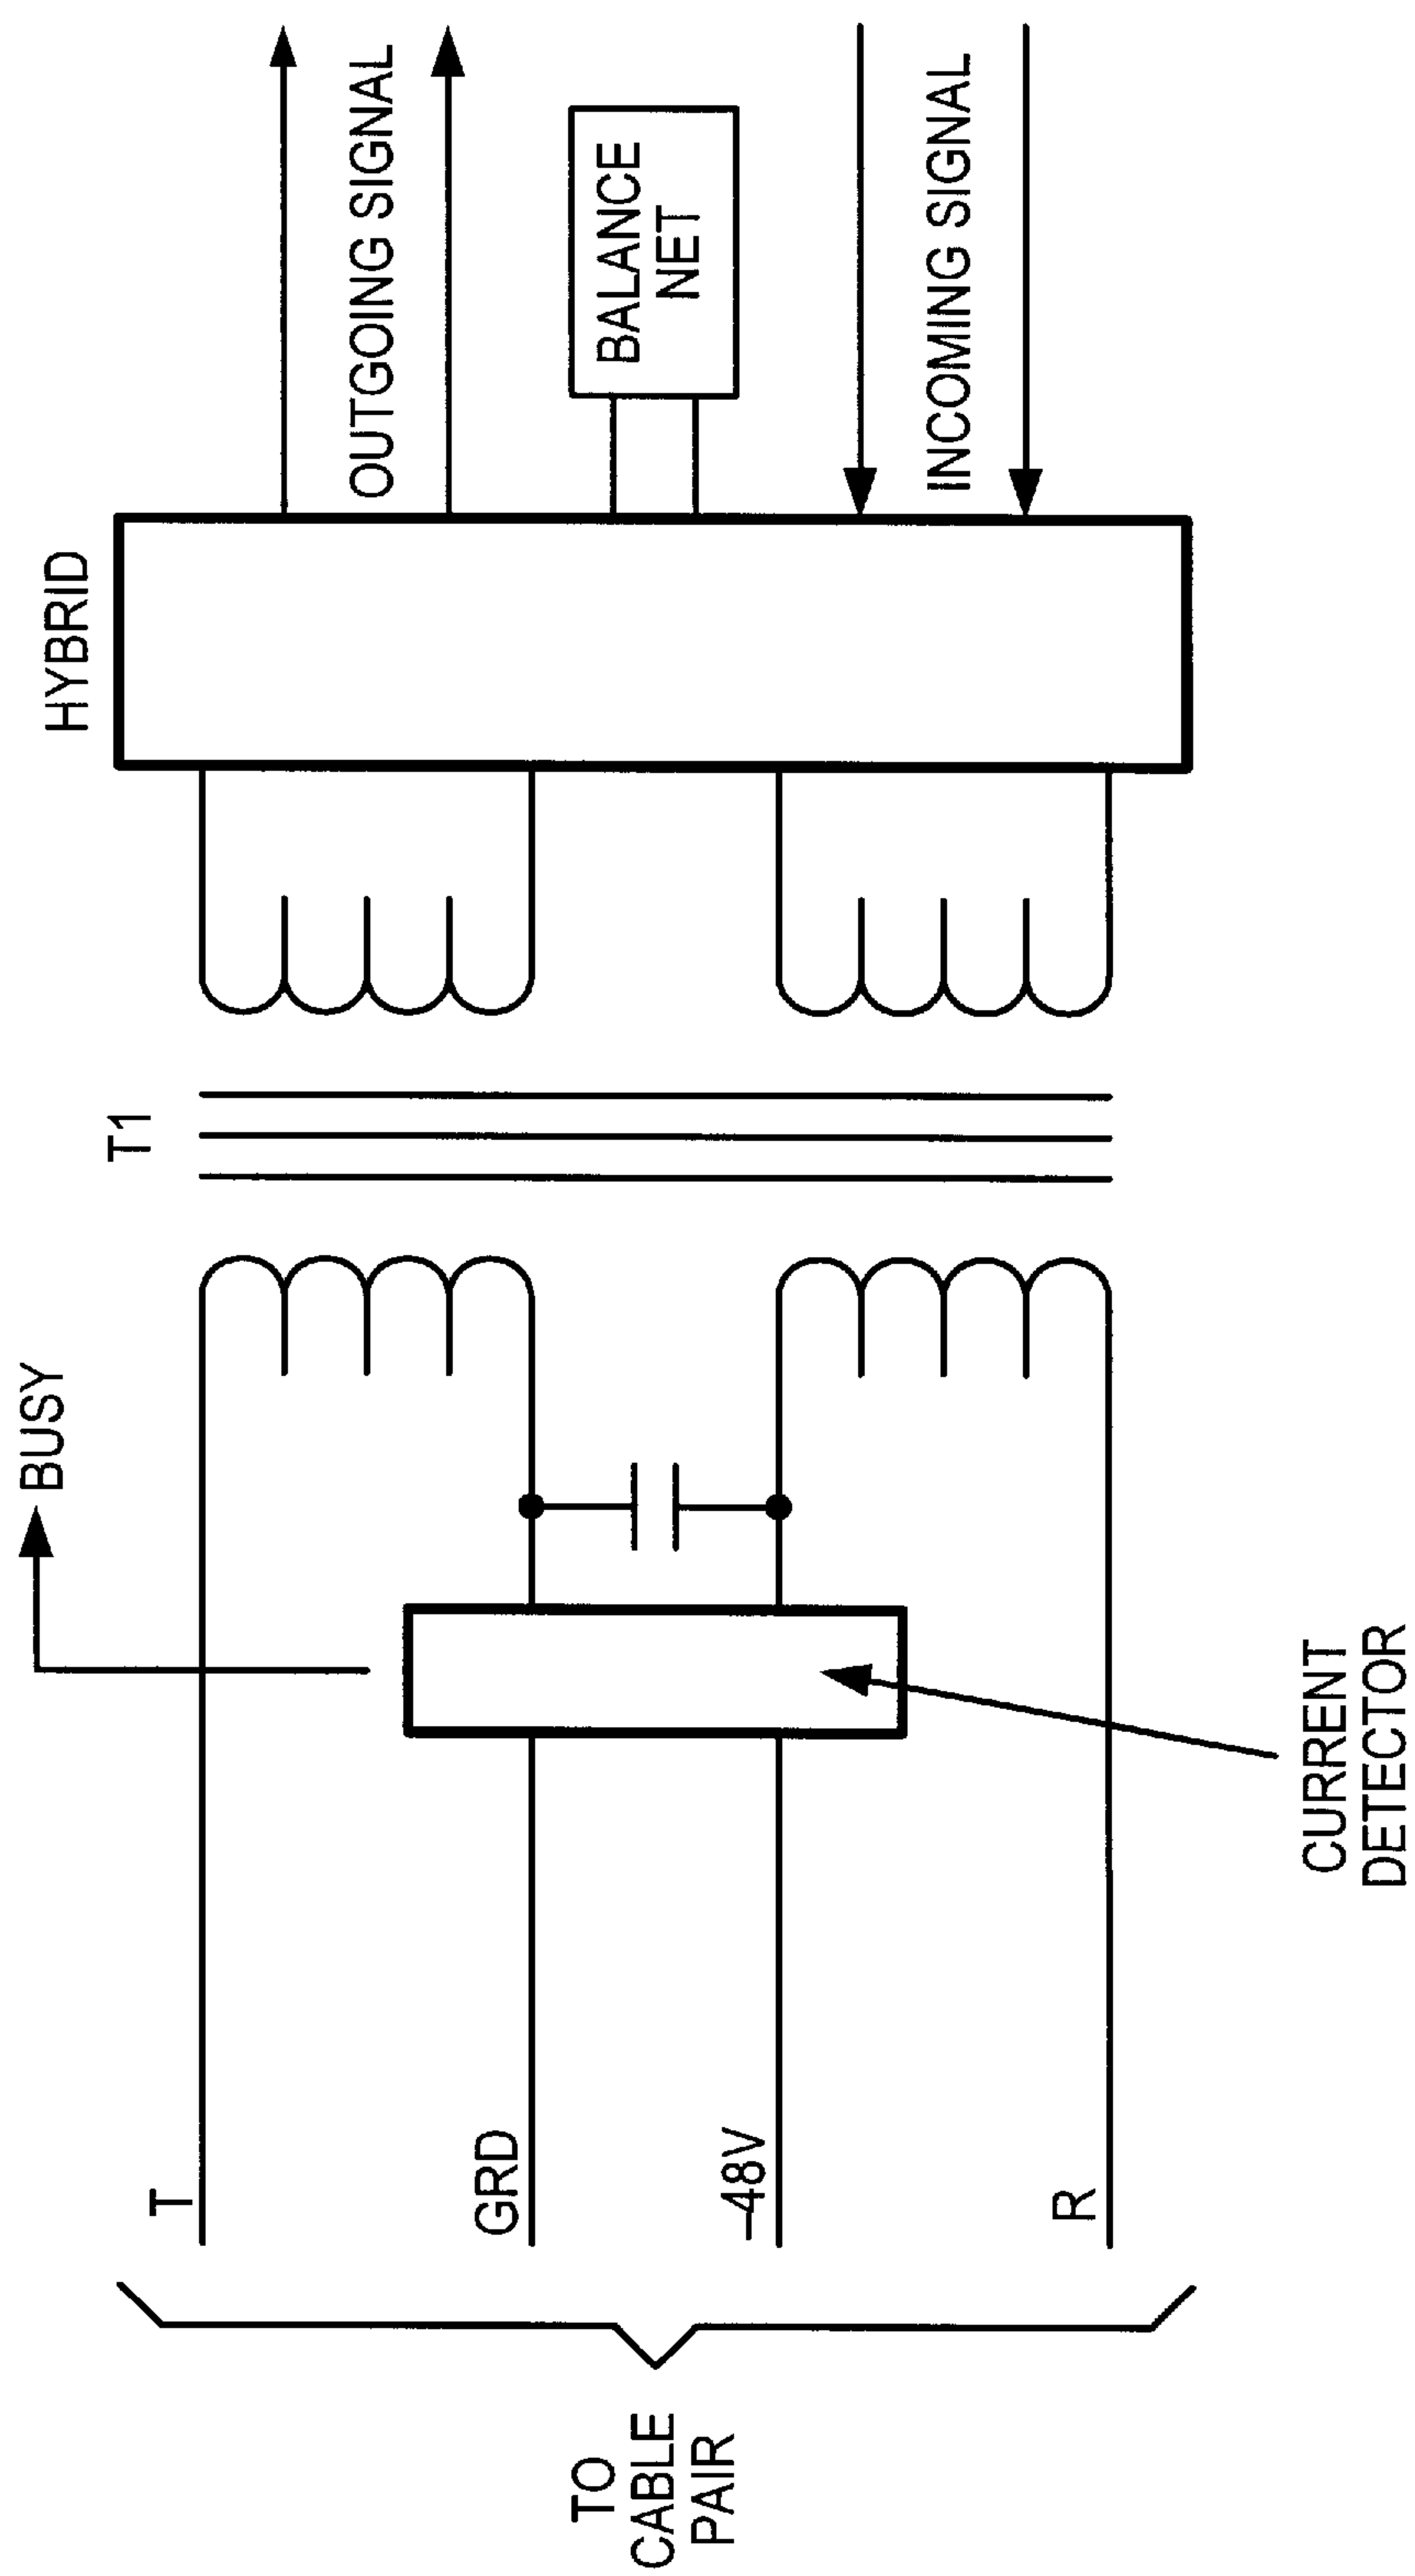 HYBRID
OUTGOING SIGNAL
BALANCE
NET
INCOMING SIGNAL
T1
BUSY
CURRENT
DETECTOR
T
GRD
–48V
R
TO
CABLE
PAIR